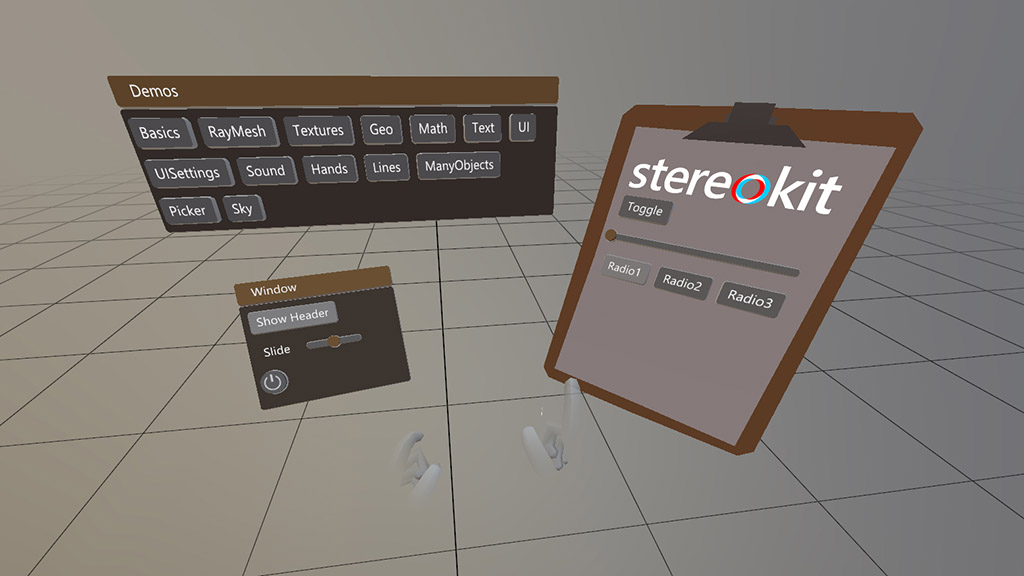 Demos
Basics RayMesh Textures Geo Math Text UI
UISettings Sound Hands Lines ManyObjects
Picker Sky
stereokit
Toggle
Radio1 Radio2 Radio3
Window
Show Header
Slide